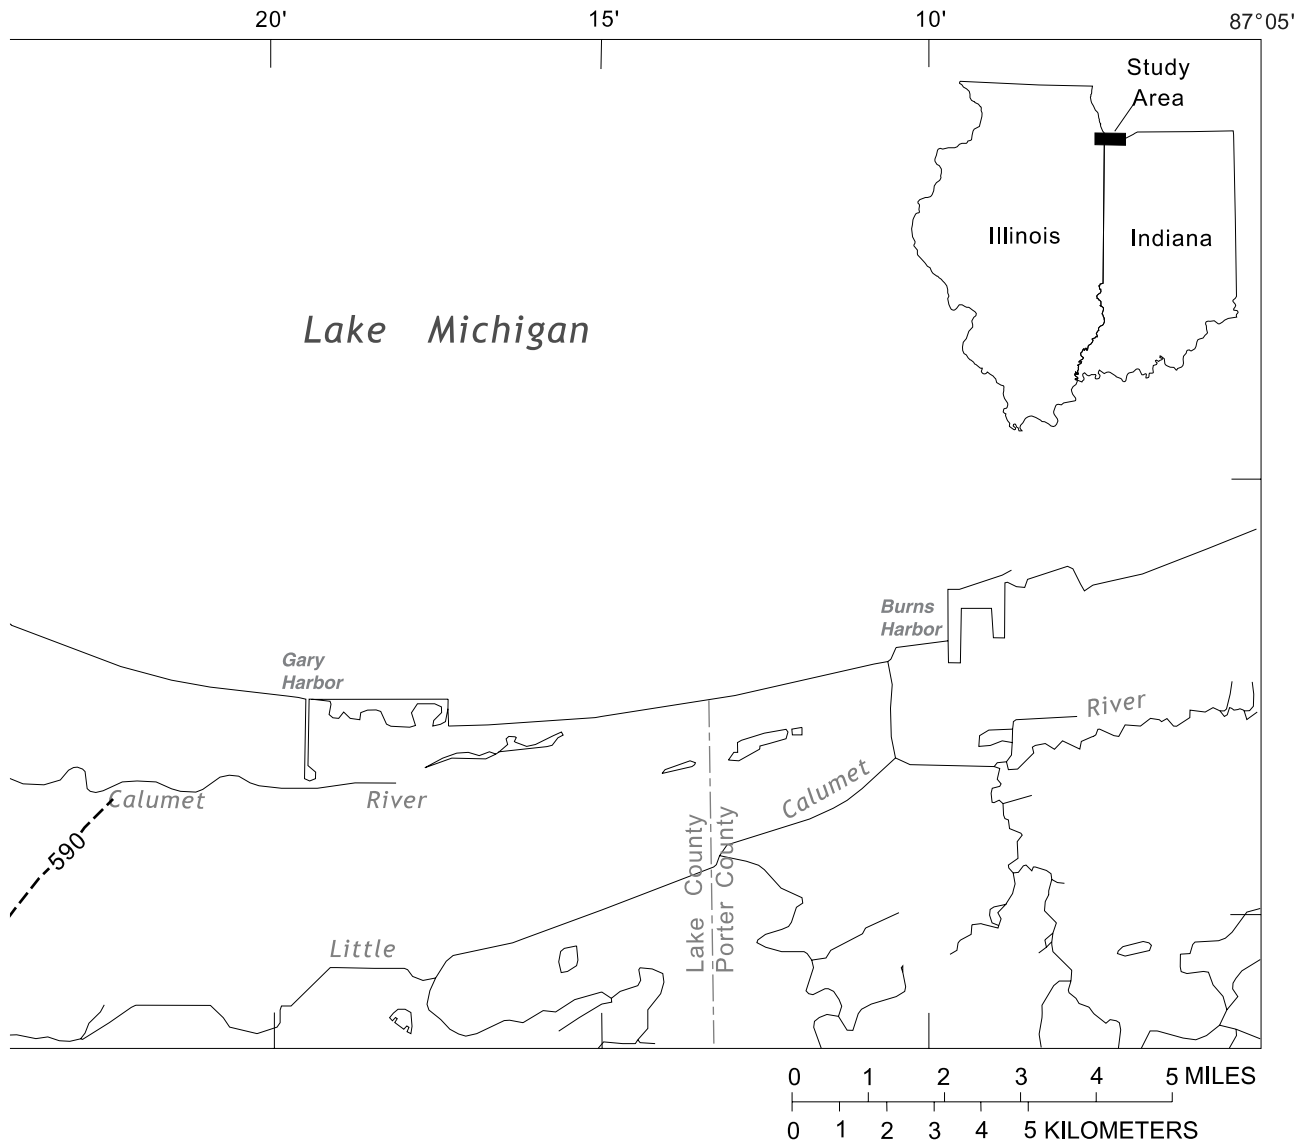 20' 15' 10' 87°05'
Study
Area
Illinois Indiana
Lake Michigan
Burns
Harbor
Gary
Harbor
River
Calumet
Calumet River
590
Lake County
Porter County
Little
0 1 2 3 4 5 MILES
0 1 2 3 4 5 KILOMETERS